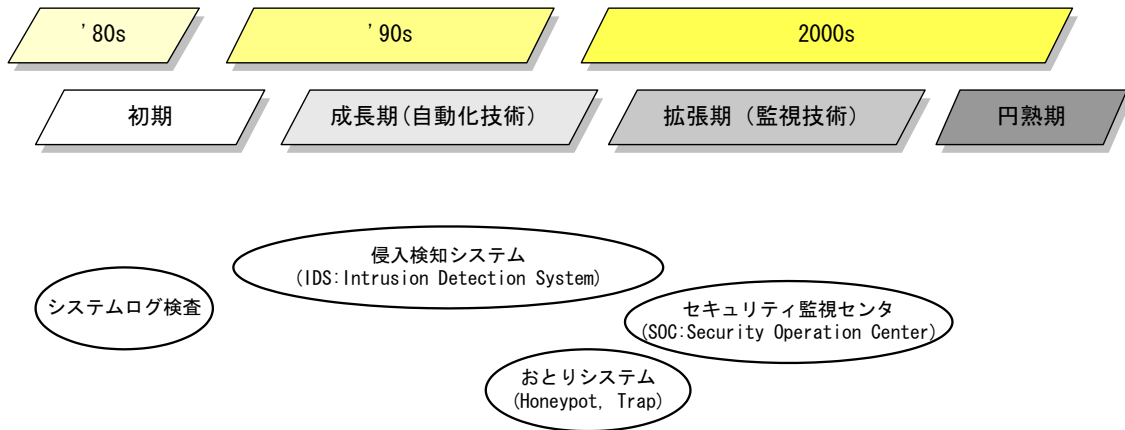 '80s
'90s
2000s
初期
成長期(自動化技術)
拡張期（監視技術）
円熟期
侵入検知システム
(IDS:Intrusion Detection System)
システムログ検査
セキュリティ監視センタ
(SOC:Security Operation Center)
おとりシステム
(Honeypot, Trap)